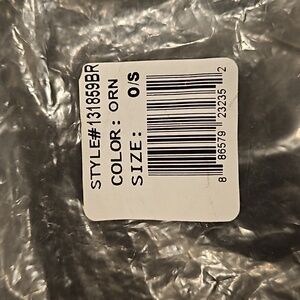 STYLE#131859BR
COLOR: ORN
SIZE: O/S
8 86579 23235 2